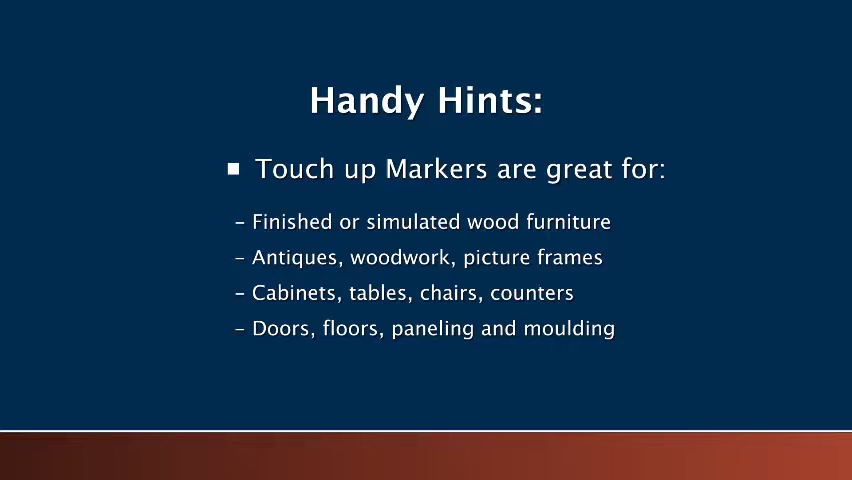 Handy Hints:
▪ Touch up Markers are great for:
– Finished or simulated wood furniture
– Antiques, woodwork, picture frames
– Cabinets, tables, chairs, counters
– Doors, floors, paneling and moulding